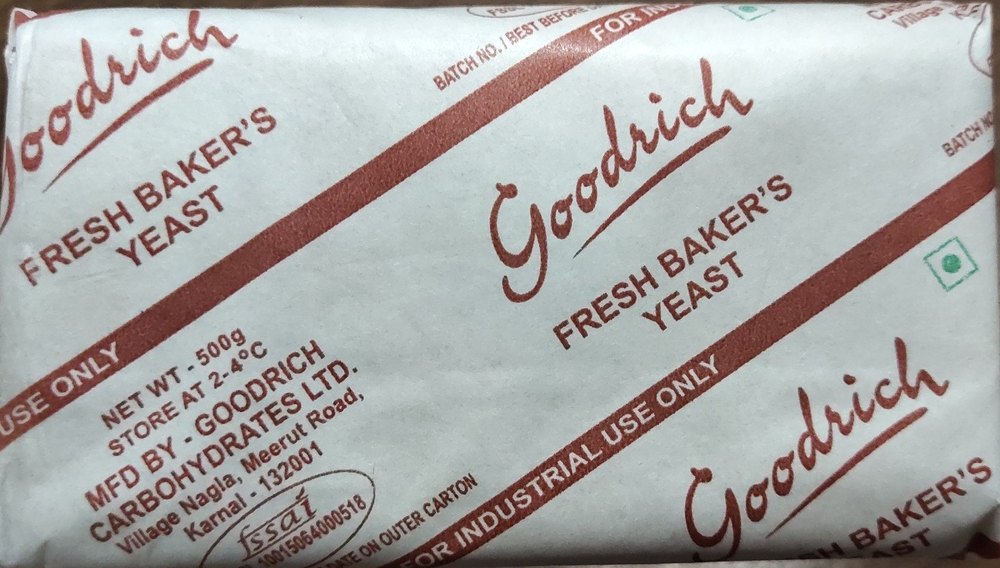 Goodrich
FRESH BAKER'S
YEAST
BATCH NO. / BEST BEFORE
FOR IN
Village
BATCH NO
Goodrich
FRESH BAKER'S
YEAST
USE ONLY
NET WT - 500g
STORE AT 2-4°C
MFD BY - GOODRICH
CARBOHYDRATES LTD.
Village Nagla, Meerut Road,
Karnal - 132001
fssai
10015064000518
DATE ON OUTER CARTON
FOR INDUSTRIAL USE ONLY
Goodrich
H BAKER'S
AST